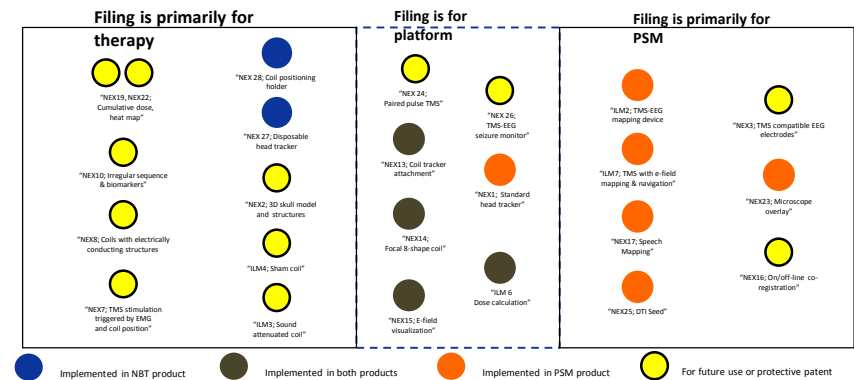 Filing is primarily for
therapy
Filing is for
platform
Filing is primarily for
PSM
"NEX19, NEX22;
Cumulative dose,
heat map"
"NEX10; Irregular sequence
& biomarkers"
"NEX8; Coils with electrically
conducting structures
"NEX7; TMS stimulation
triggered by EMG
and coil position"
"NEX 28; Coil positioning
holder
"NEX 27; Disposable
head tracker
"NEX2; 3D skull model
and structures
"ILM4; Sham coil"
"ILM3; Sound
attenuated coil"
"NEX 24;
Paired pulse TMS"
"NEX13; Coil tracker
attachment"
"NEX14;
Focal 8-shape coil"
"NEX15; E-field
visualization"
"NEX 26;
TMS-EEG
seizure monitor"
"NEX1; Standard
head tracker"
"ILM 6
Dose calculation"
"ILM2; TMS-EEG
mapping device
"ILM7; TMS with e-field
mapping & navigation"
"NEX17; Speech
Mapping"
"NEX25; DTI Seed"
"NEX3; TMS compatible EEG
electrodes"
"NEX23; Microscope
overlay"
"NEX16; On/off-line co-
registration"
Implemented in NBT product
Implemented in both products
Implemented in PSM product
For future use or protective patent